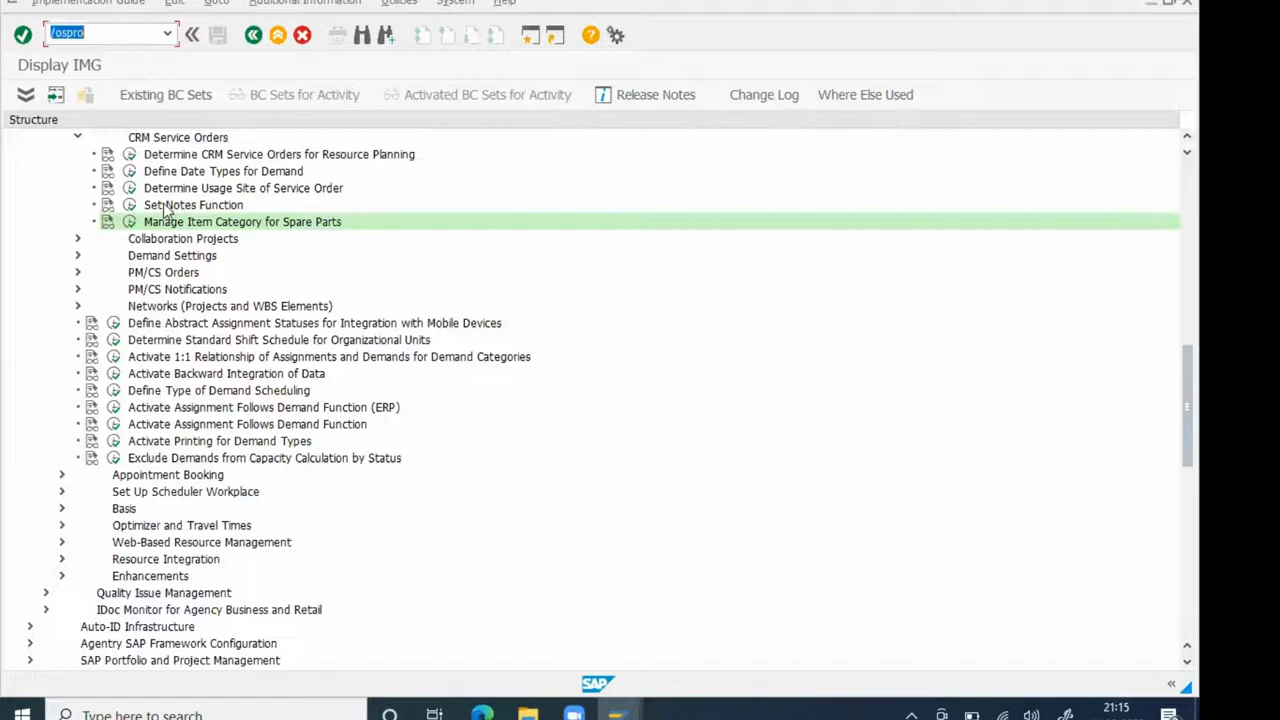 Implementation Guide Edit Goto Additional Information Utilities System Help
/ospro
Display IMG
Existing BC Sets BC Sets for Activity Activated BC Sets for Activity Release Notes Change Log Where Else Used
Structure
CRM Service Orders
Determine CRM Service Orders for Resource Planning
Define Date Types for Demand
Determine Usage Site of Service Order
Set Notes Function
Manage Item Category for Spare Parts
Collaboration Projects
Demand Settings
PM/CS Orders
PM/CS Notifications
Networks (Projects and WBS Elements)
Define Abstract Assignment Statuses for Integration with Mobile Devices
Determine Standard Shift Schedule for Organizational Units
Activate 1:1 Relationship of Assignments and Demands for Demand Categories
Activate Backward Integration of Data
Define Type of Demand Scheduling
Activate Assignment Follows Demand Function (ERP)
Activate Assignment Follows Demand Function
Activate Printing for Demand Types
Exclude Demands from Capacity Calculation by Status
Appointment Booking
Set Up Scheduler Workplace
Basis
Optimizer and Travel Times
Web-Based Resource Management
Resource Integration
Enhancements
Quality Issue Management
IDoc Monitor for Agency Business and Retail
Auto-ID Infrastructure
Agentry SAP Framework Configuration
SAP Portfolio and Project Management
SAP
Type here to search
21:15